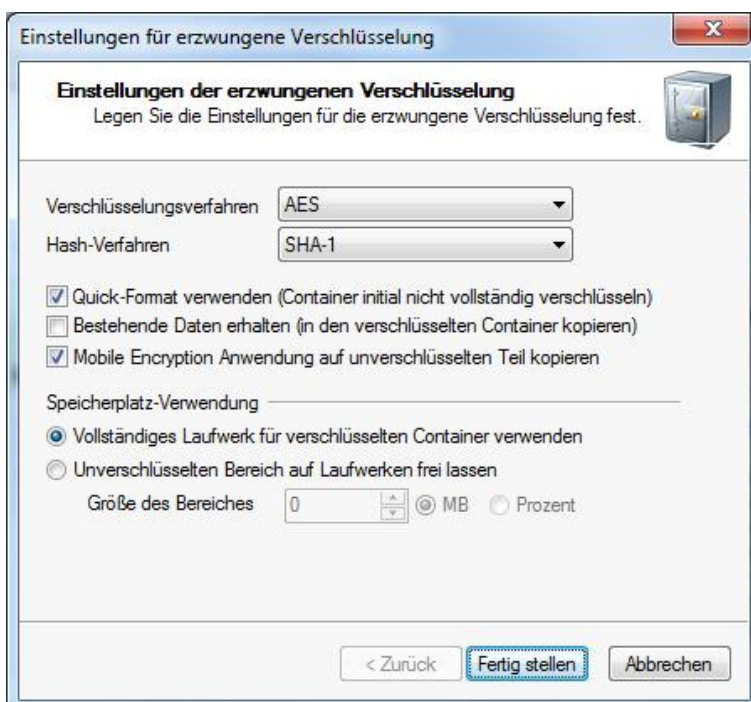 Einstellungen für erzwungene Verschlüsselung
Einstellungen der erzwungenen Verschlüsselung
Legen Sie die Einstellungen für die erzwungene Verschlüsselung fest.
Verschlüsselungsverfahren AES
Hash-Verfahren SHA-1
Quick-Format verwenden (Container initial nicht vollständig verschlüsseln)
Bestehende Daten erhalten (in den verschlüsselten Container kopieren)
Mobile Encryption Anwendung auf unverschlüsselten Teil kopieren
Speicherplatz-Verwendung
Vollständiges Laufwerk für verschlüsselten Container verwenden
Unverschlüsselten Bereich auf Laufwerken frei lassen
Größe des Bereiches 0 MB Prozent
< Zurück Fertig stellen Abbrechen